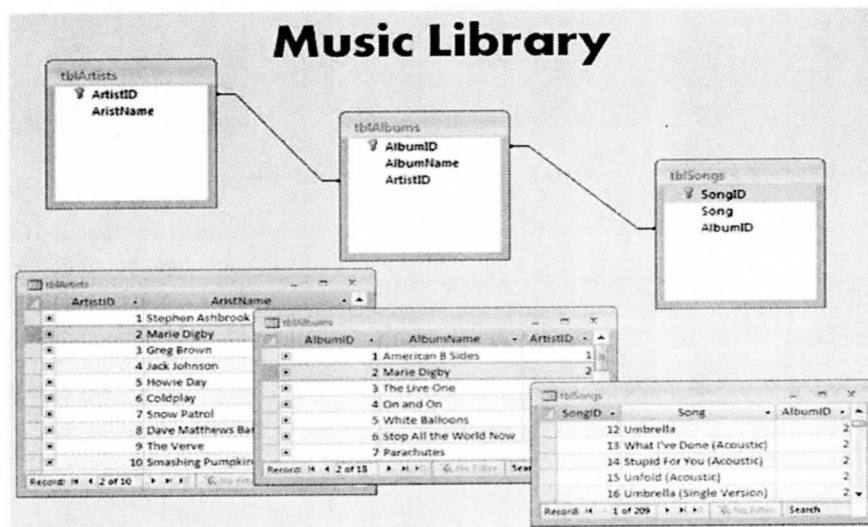 Music Library
tblArtists
ArtistID
AristName
tblAlbums
AlbumID
AlbumName
ArtistID
tblSongs
SongID
Song
AlbumID
tblArtists
ArtistID AristName
1 Stephen Ashbrook
2 Marie Digby
3 Greg Brown
4 Jack Johnson
5 Howie Day
6 Coldplay
7 Snow Patrol
8 Dave Matthews Ba
9 The Verve
10 Smashing Pumpkin
Record: 2 of 10 No Fil
tblAlbums
AlbumID AlbumName ArtistID
1 American B Sides 1
2 Marie Digby 2
3 The Live One
4 On and On
5 White Balloons
6 Stop All the World Now
7 Parachutes
Record: 2 of 18 No Filter Sear
tblSongs
SongID Song AlbumID
12 Umbrella 2
13 What I've Done (Acoustic) 2
14 Stupid For You (Acoustic) 2
15 Unfold (Acoustic) 2
16 Umbrella (Single Version) 2
Record: 1 of 209 No Filter Search